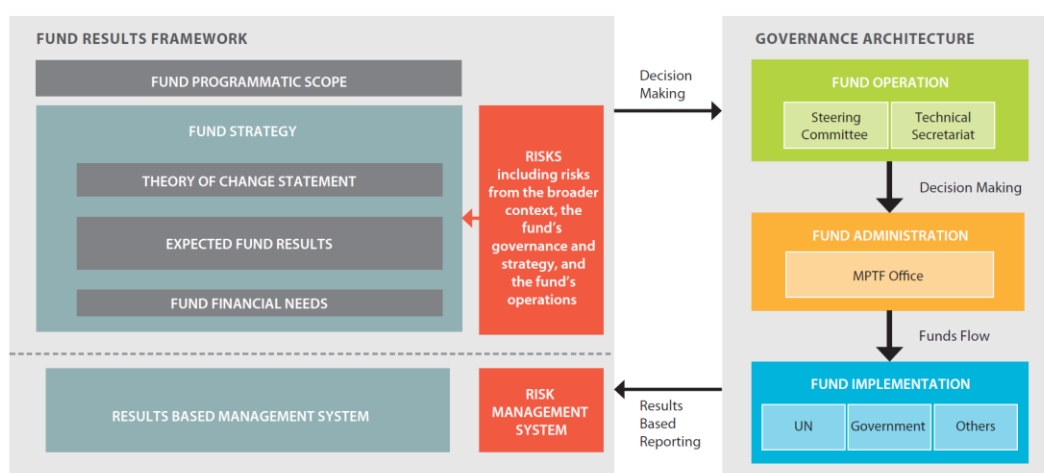 FUND RESULTS FRAMEWORK
FUND PROGRAMMATIC SCOPE
FUND STRATEGY
THEORY OF CHANGE STATEMENT
EXPECTED FUND RESULTS
FUND FINANCIAL NEEDS
RISKS
including risks
from the broader
context, the
fund's
governance and
strategy, and
the fund's
operations
RESULTS BASED MANAGEMENT SYSTEM
RISK
MANAGEMENT
SYSTEM
Decision
Making
Results
Based
Reporting
GOVERNANCE ARCHITECTURE
FUND OPERATION
Steering
Committee
Technical
Secretariat
Decision Making
FUND ADMINISTRATION
MPTF Office
Funds Flow
FUND IMPLEMENTATION
UN
Government
Others